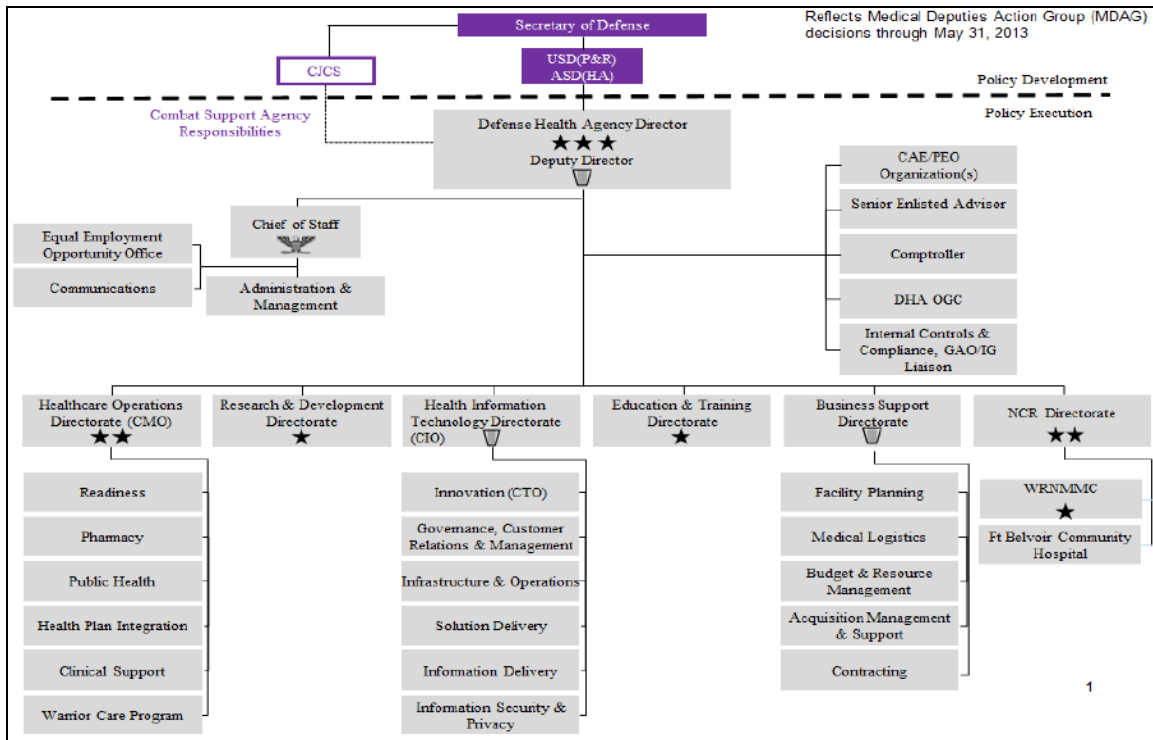 Reflects Medical Deputies Action Group (MDAG)
decisions through May 31, 2013
Secretary of Defense
CJCS
USD(P&R)
ASD(HA)
Policy Development
Policy Execution
Combat Support Agency
Responsibilities
Defense Health Agency Director
Deputy Director
CAE/PEO
Organization(s)
Senior Enlisted Advisor
Comptroller
DHA OGC
Internal Controls &
Compliance, GAO/IG
Liaison
Chief of Staff
Equal Employment
Opportunity Office
Communications
Administration &
Management
Healthcare Operations
Directorate (CMO)
Research & Development
Directorate
Health Information
Technology Directorate
(CIO)
Education & Training
Directorate
Business Support
Directorate
NCR Directorate
Readiness
Pharmacy
Public Health
Health Plan Integration
Clinical Support
Warrior Care Program
Innovation (CTO)
Governance, Customer
Relations & Management
Infrastructure & Operations
Solution Delivery
Information Delivery
Information Security &
Privacy
Facility Planning
Medical Logistics
Budget & Resource
Management
Acquisition Management
& Support
Contracting
WRNMMC
Ft Belvoir Community
Hospital
1